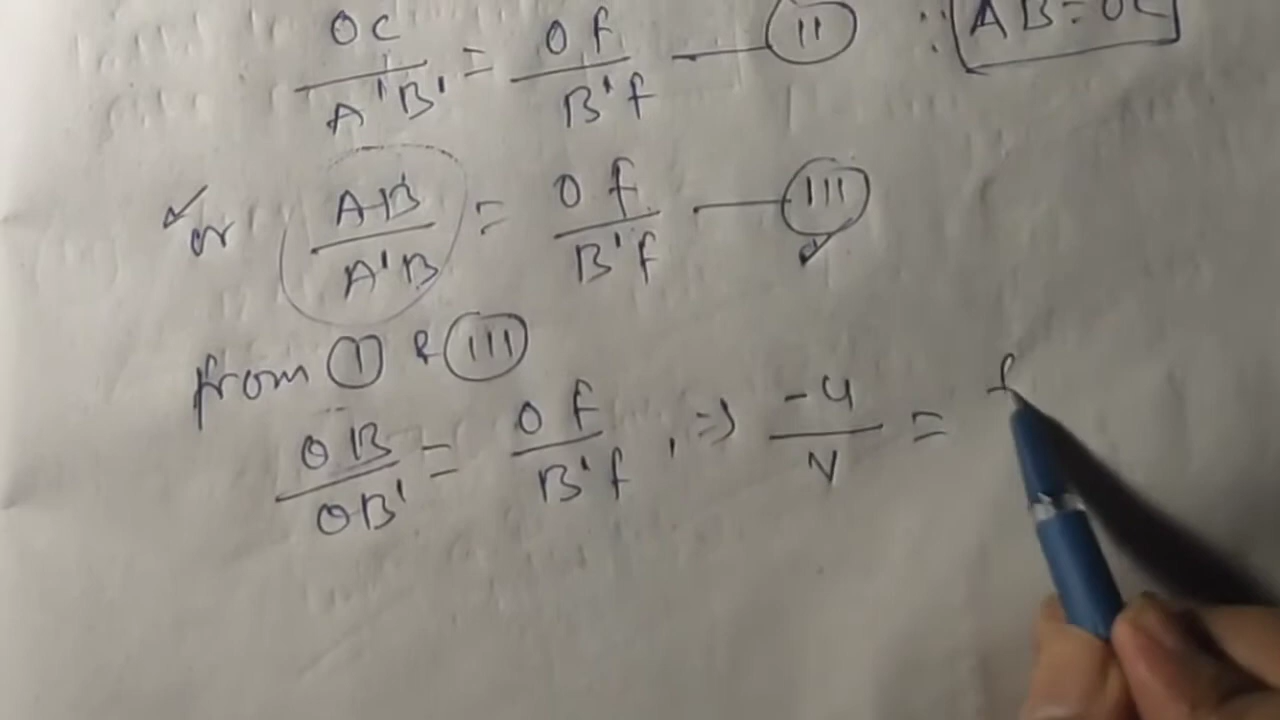 OC/A'B' = Of/B'f — II ∵ AB = OC
or AB/A'B = Of/B'f — III
from I & III
OB/OB' = Of/B'f, ⇒ -u/v = f